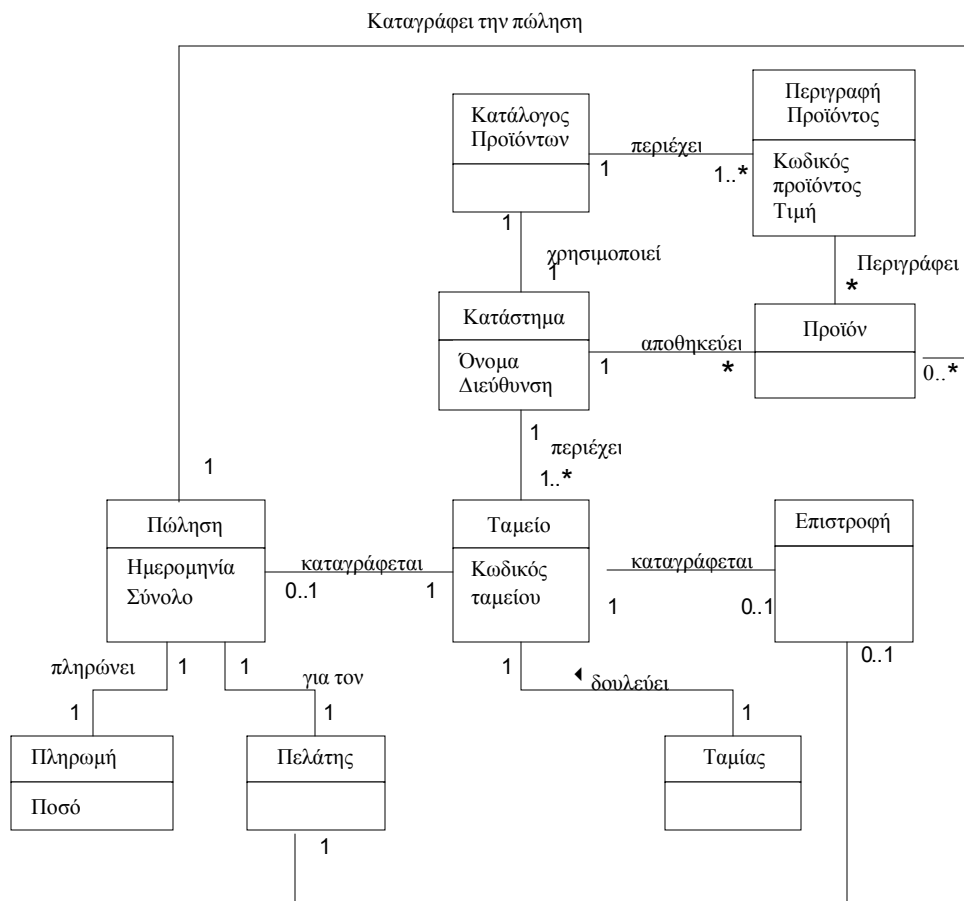 Καταγράφει την πώληση
Κατάλογος
Προϊόντων
περιέχει
1
1..*
Περιγραφή
Προϊόντος
Κωδικός
προϊόντος
Τιμή
1
χρησιμοποιεί
1
Περιγράφει
*
Κατάστημα
Όνομα
Διεύθυνση
αποθηκεύει
1
*
Προϊόν
0..*
1
περιέχει
1..*
1
Πώληση
Ημερομηνία
Σύνολο
καταγράφεται
0..1
1
Ταμείο
Κωδικός
ταμείου
καταγράφεται
1
0..1
Επιστροφή
0..1
πληρώνει
1
1
1
για τον
1
1
δουλεύει
1
Πληρωμή
Ποσό
Πελάτης
1
Ταμίας